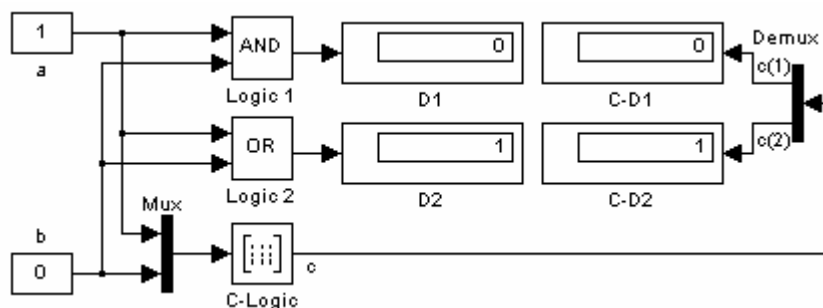 1
a
AND
Logic 1
0
D1
0
C-D1
Demux
c(1)
c(2)
OR
Logic 2
1
D2
1
C-D2
Mux
b
0
C-Logic
c